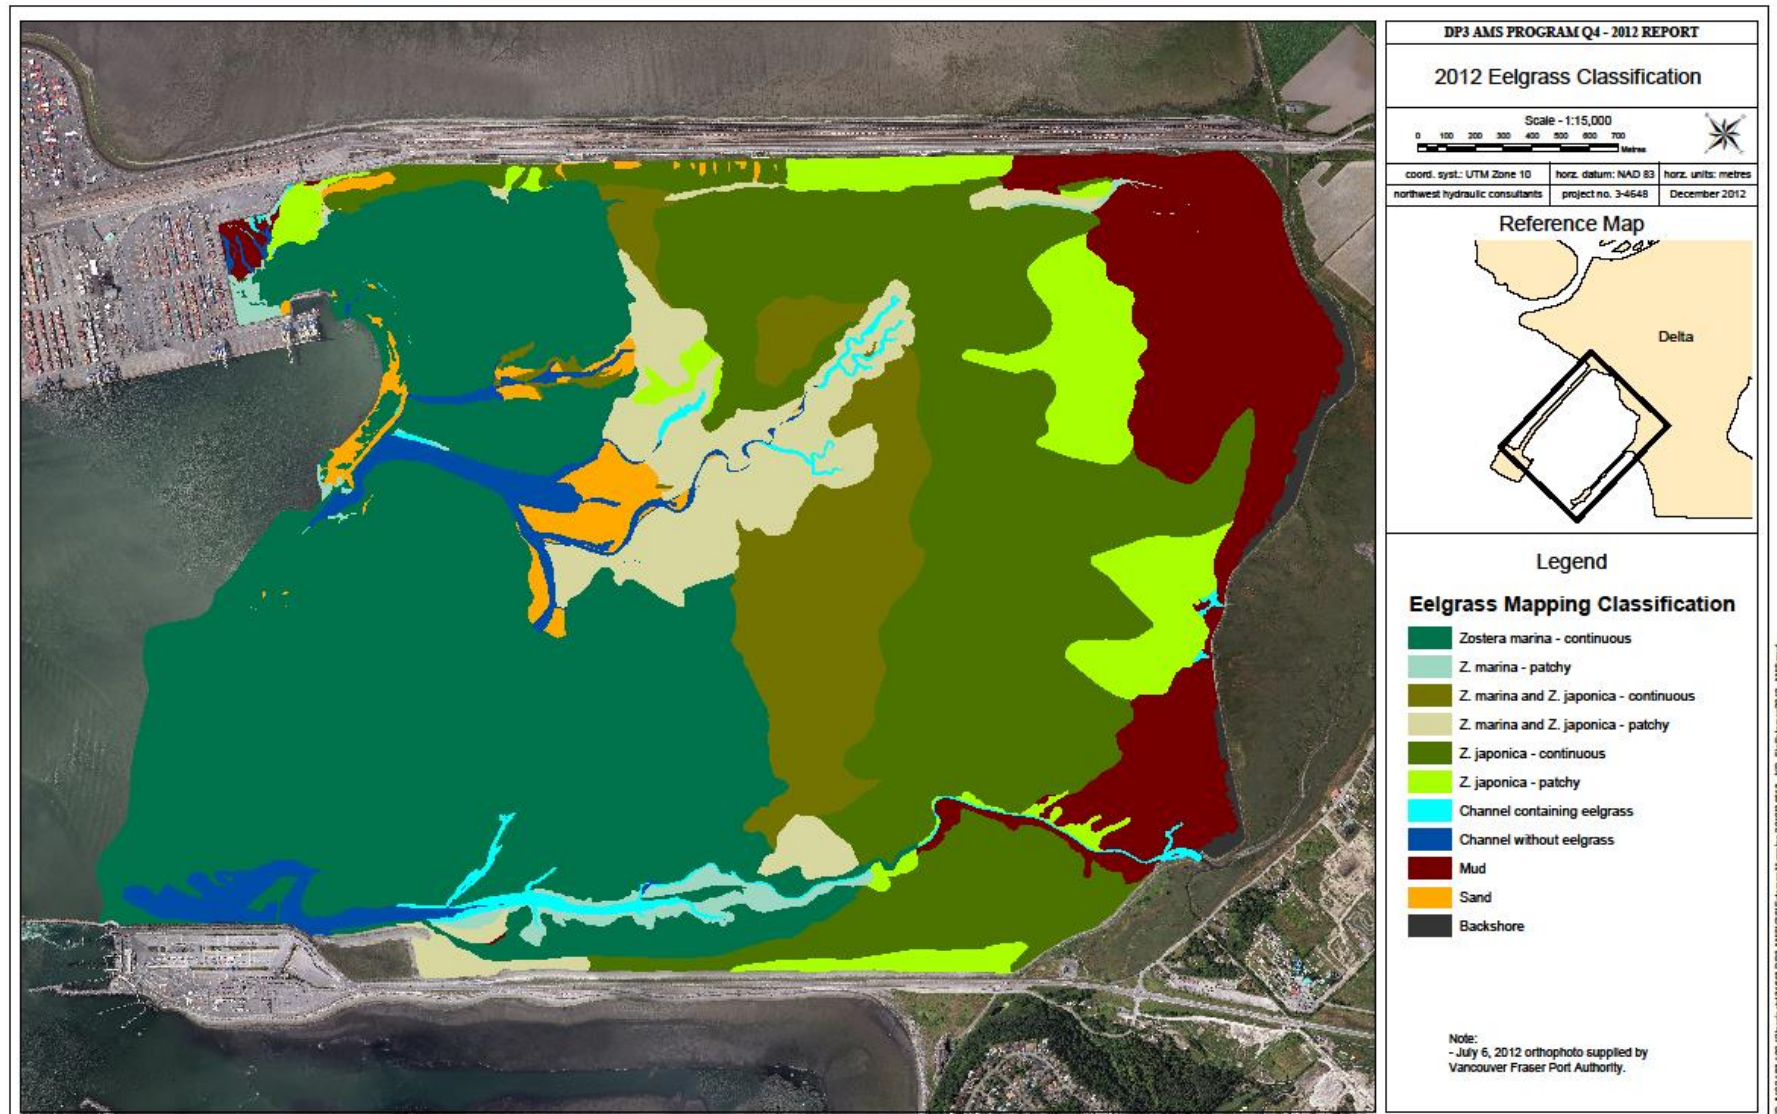 DP3 AMS PROGRAM Q4 - 2012 REPORT
2012 Eelgrass Classification
Scale - 1:15,000
0 100 200 300 400 500 600 700
Metres
coord. syst.: UTM Zone 10 horz. datum: NAD 83 horz. units: metres
northwest hydraulic consultants project no. 3-4648 December 2012
Reference Map
Delta
Legend
Eelgrass Mapping Classification
Zostera marina - continuous
Z. marina - patchy
Z. marina and Z. japonica - continuous
Z. marina and Z. japonica - patchy
Z. japonica - continuous
Z. japonica - patchy
Channel containing eelgrass
Channel without eelgrass
Mud
Sand
Backshore
Note:
- July 6, 2012 orthophoto supplied by
Vancouver Fraser Port Authority.